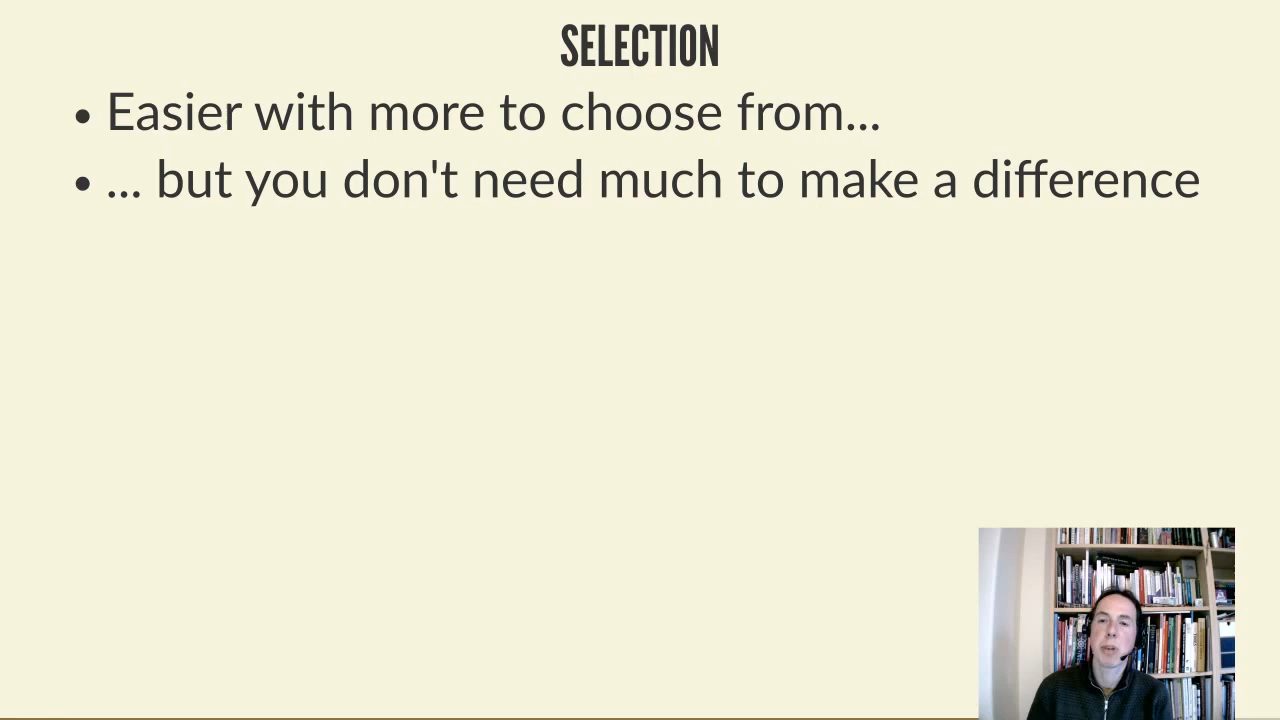 SELECTION
• Easier with more to choose from...
• ... but you don't need much to make a difference